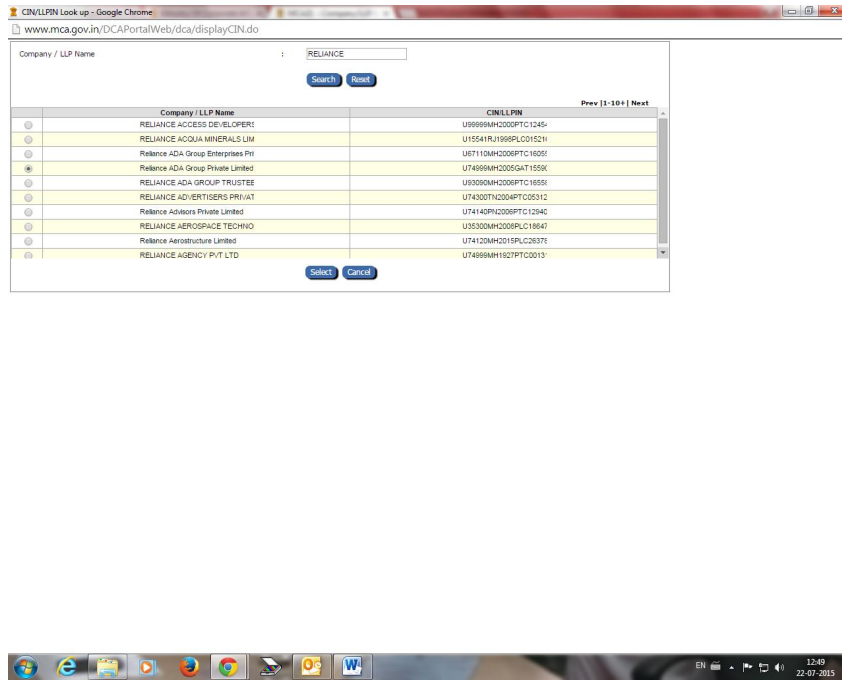 CIN/LLPIN Look up - Google Chrome
www.mca.gov.in/DCAPortalWeb/dca/displayCIN.do
Company / LLP Name : RELIANCE
Search Reset
Prev |1-10+| Next
Company / LLP Name CIN/LLPIN
RELIANCE ACCESS DEVELOPERS U99999MH2000PTC12454
RELIANCE ACQUA MINERALS LIM U15541RJ1998PLC01521
Reliance ADA Group Enterprises Pri U67110MH2006PTC16055
Reliance ADA Group Private Limited U74999MH2005GAT1559
RELIANCE ADA GROUP TRUSTEE U93090MH2006PTC16558
RELIANCE ADVERTISERS PRIVAT U74300TN2004PTC05312
Reliance Advisors Private Limited U74140PN2006PTC1294
RELIANCE AEROSPACE TECHNO U35300MH2008PLC18647
Reliance Aerostructure Limited U74120MH2015PLC26378
RELIANCE AGENCY PVT LTD U74999MH1927PTC0013
Select Cancel
EN 12:49
22-07-2015